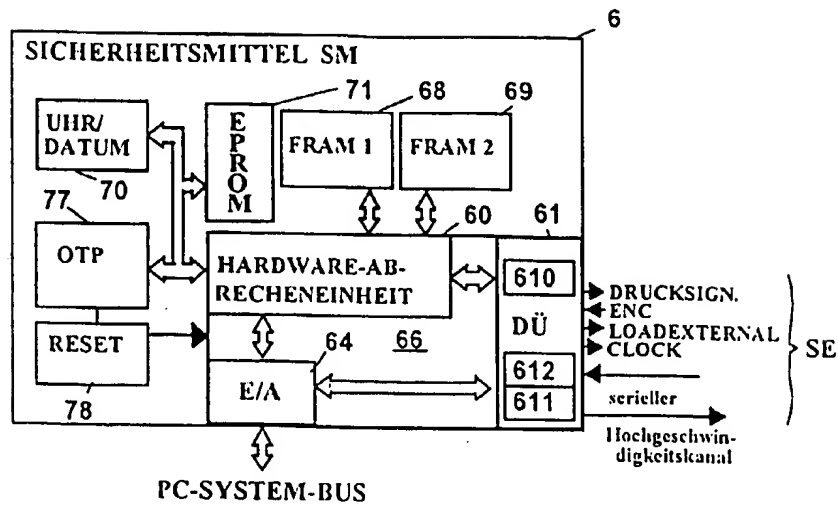 6
SICHERHEITSMITTEL SM
71
68
69
UHR/
DATUM
EPROM
FRAM 1
FRAM 2
70
77
60
61
OTP
HARDWARE-AB-
RECHENEINHEIT
610
DRUCKSIGN.
ENC
DÜ
LOADEXTERNAL
CLOCK
SE
RESET
64
66
E/A
612
611
serieller
Hochgeschwin-
digkeitskanal
78
PC-SYSTEM-BUS